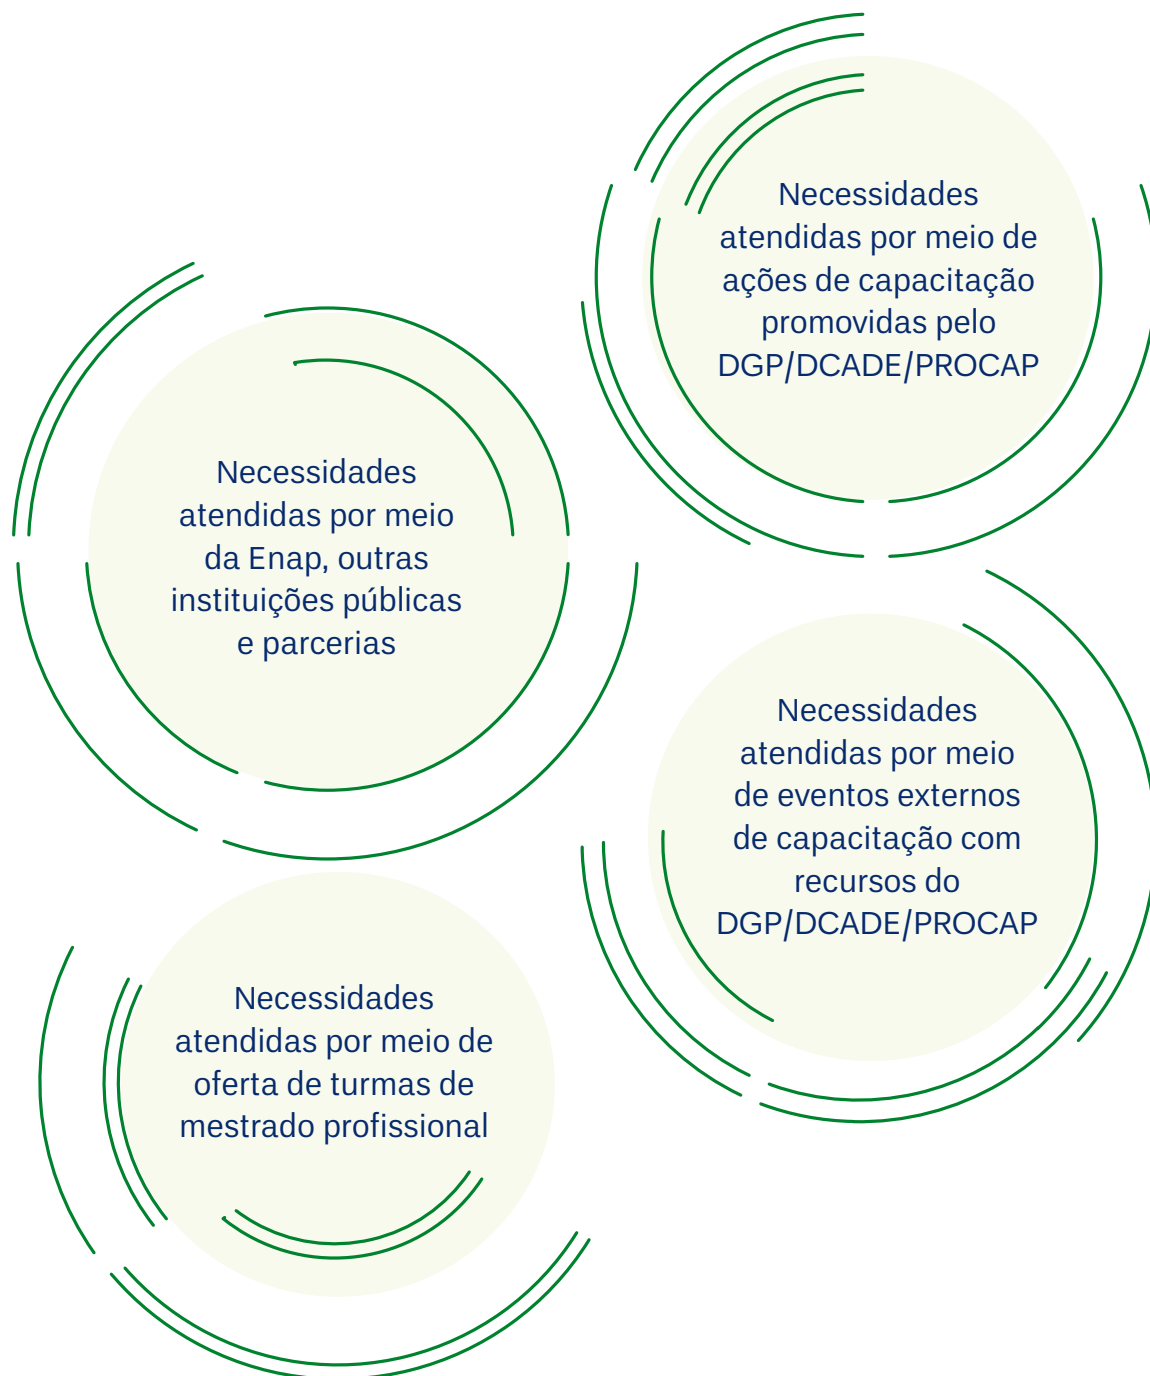 Necessidades
atendidas por meio de
ações de capacitação
promovidas pelo
DGP/DCADE/PROCAP
Necessidades
atendidas por meio
da Enap, outras
instituições públicas
e parcerias
Necessidades
atendidas por meio
de eventos externos
de capacitação com
recursos do
DGP/DCADE/PROCAP
Necessidades
atendidas por meio de
oferta de turmas de
mestrado profissional